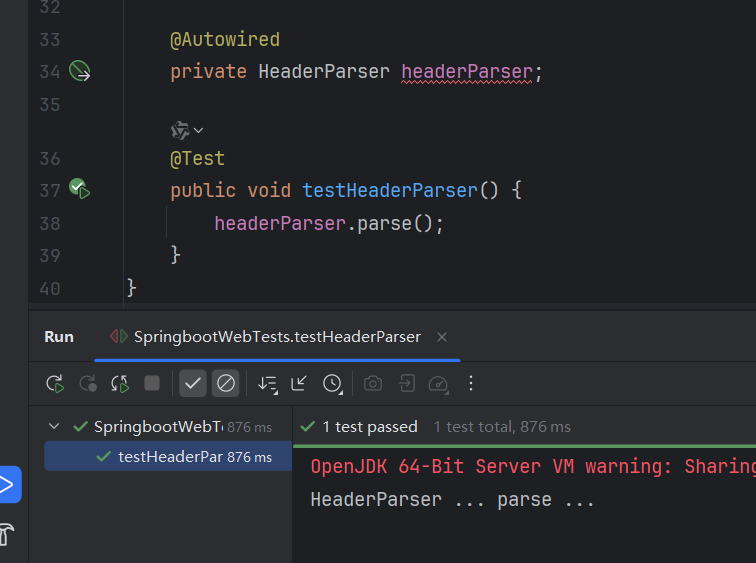 32
33 @Autowired
34 private HeaderParser headerParser;
35
36 @Test
37 public void testHeaderParser() {
38 headerParser.parse();
39 }
40 }
Run SpringbootWebTests.testHeaderParser ×
SpringbootWebT 876 ms
testHeaderPar 876 ms
1 test passed 1 test total, 876 ms
OpenJDK 64-Bit Server VM warning: Sharing
HeaderParser ... parse ...